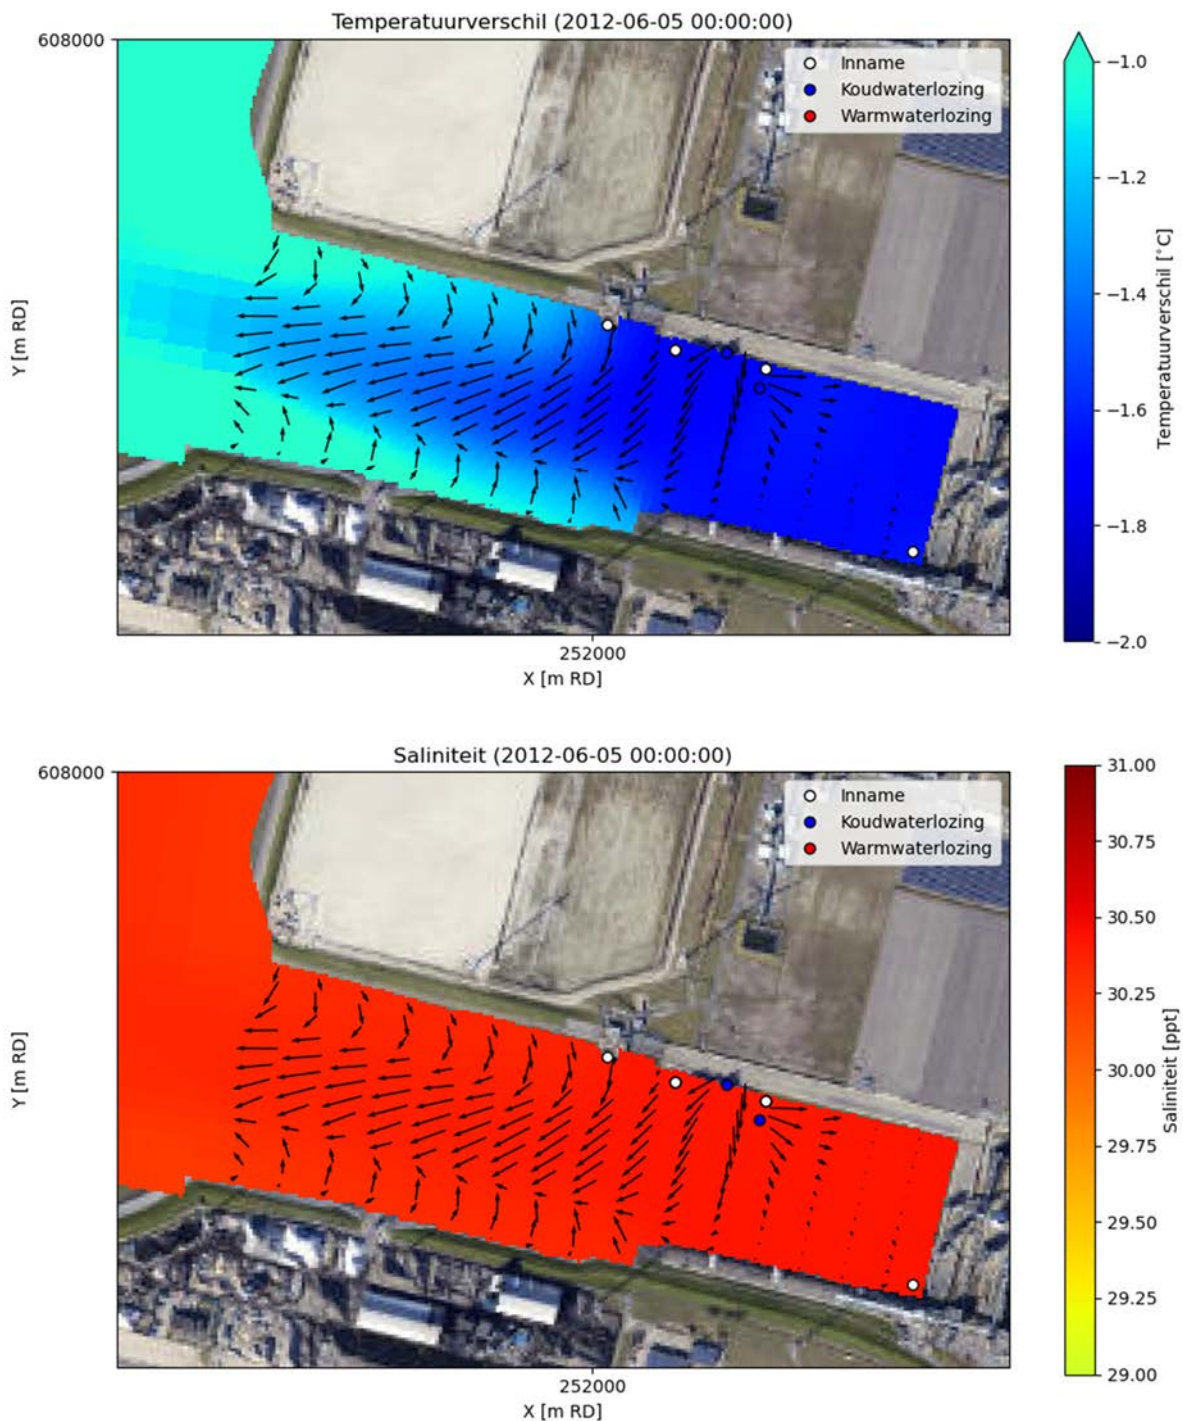 Temperatuurverschil (2012-06-05 00:00:00)
608000
Inname
Koudwaterlozing
Warmwaterlozing
Y [m RD]
252000
X [m RD]
−1.0
−1.2
−1.4
−1.6
−1.8
−2.0
Temperatuurverschil [°C]
Saliniteit (2012-06-05 00:00:00)
608000
Inname
Koudwaterlozing
Warmwaterlozing
Y [m RD]
252000
X [m RD]
31.00
30.75
30.50
30.25
30.00
29.75
29.50
29.25
29.00
Saliniteit [ppt]